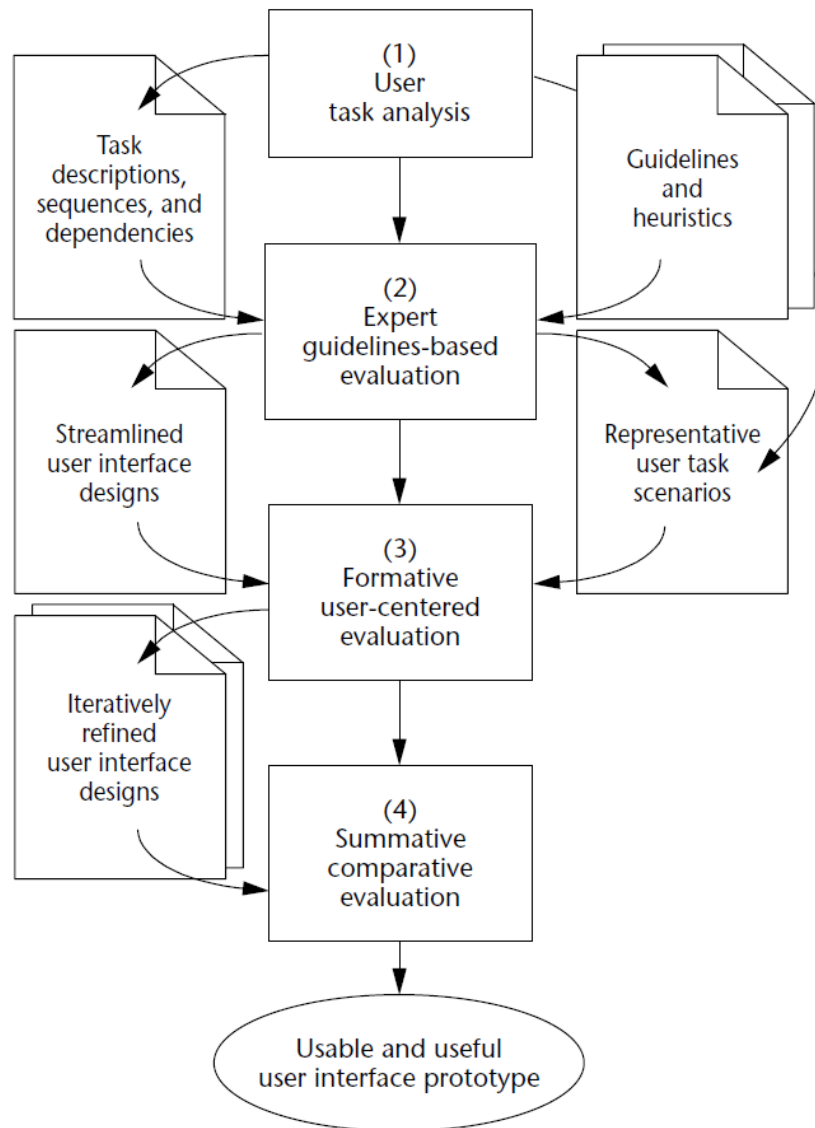 (1)
User
task analysis
Task
descriptions,
sequences, and
dependencies
Guidelines
and
heuristics
(2)
Expert
guidelines-based
evaluation
Streamlined
user interface
designs
Representative
user task
scenarios
(3)
Formative
user-centered
evaluation
Iteratively
refined
user interface
designs
(4)
Summative
comparative
evaluation
Usable and useful
user interface prototype